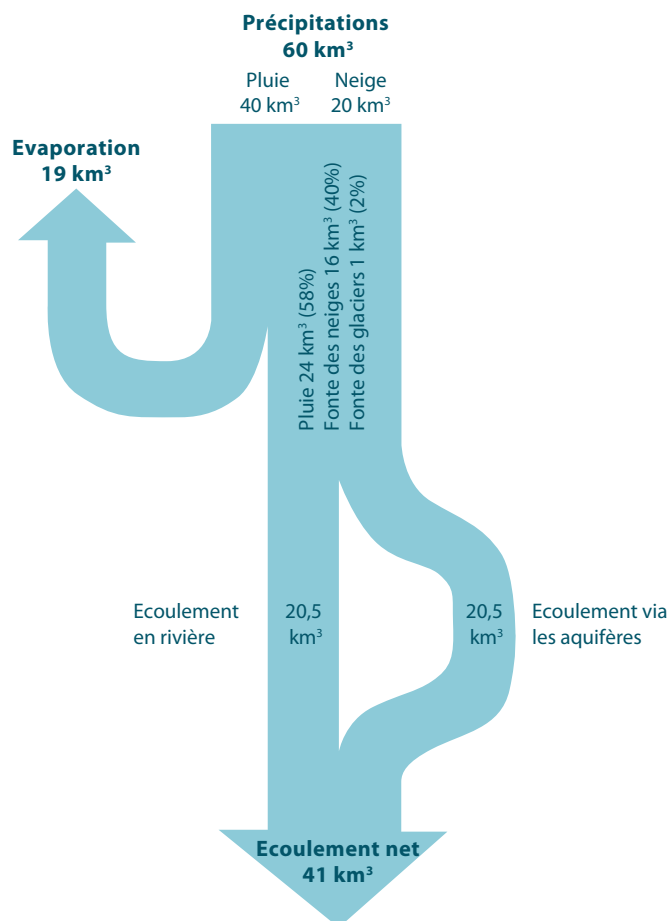 Précipitations
60 km³
Pluie
40 km³
Neige
20 km³
Evaporation
19 km³
Pluie 24 km³ (58%)
Fonte des neiges 16 km³ (40%)
Fonte des glaciers 1 km³ (2%)
Ecoulement
en rivière
20,5
km³
20,5
km³
Ecoulement via
les aquifères
Ecoulement net
41 km³